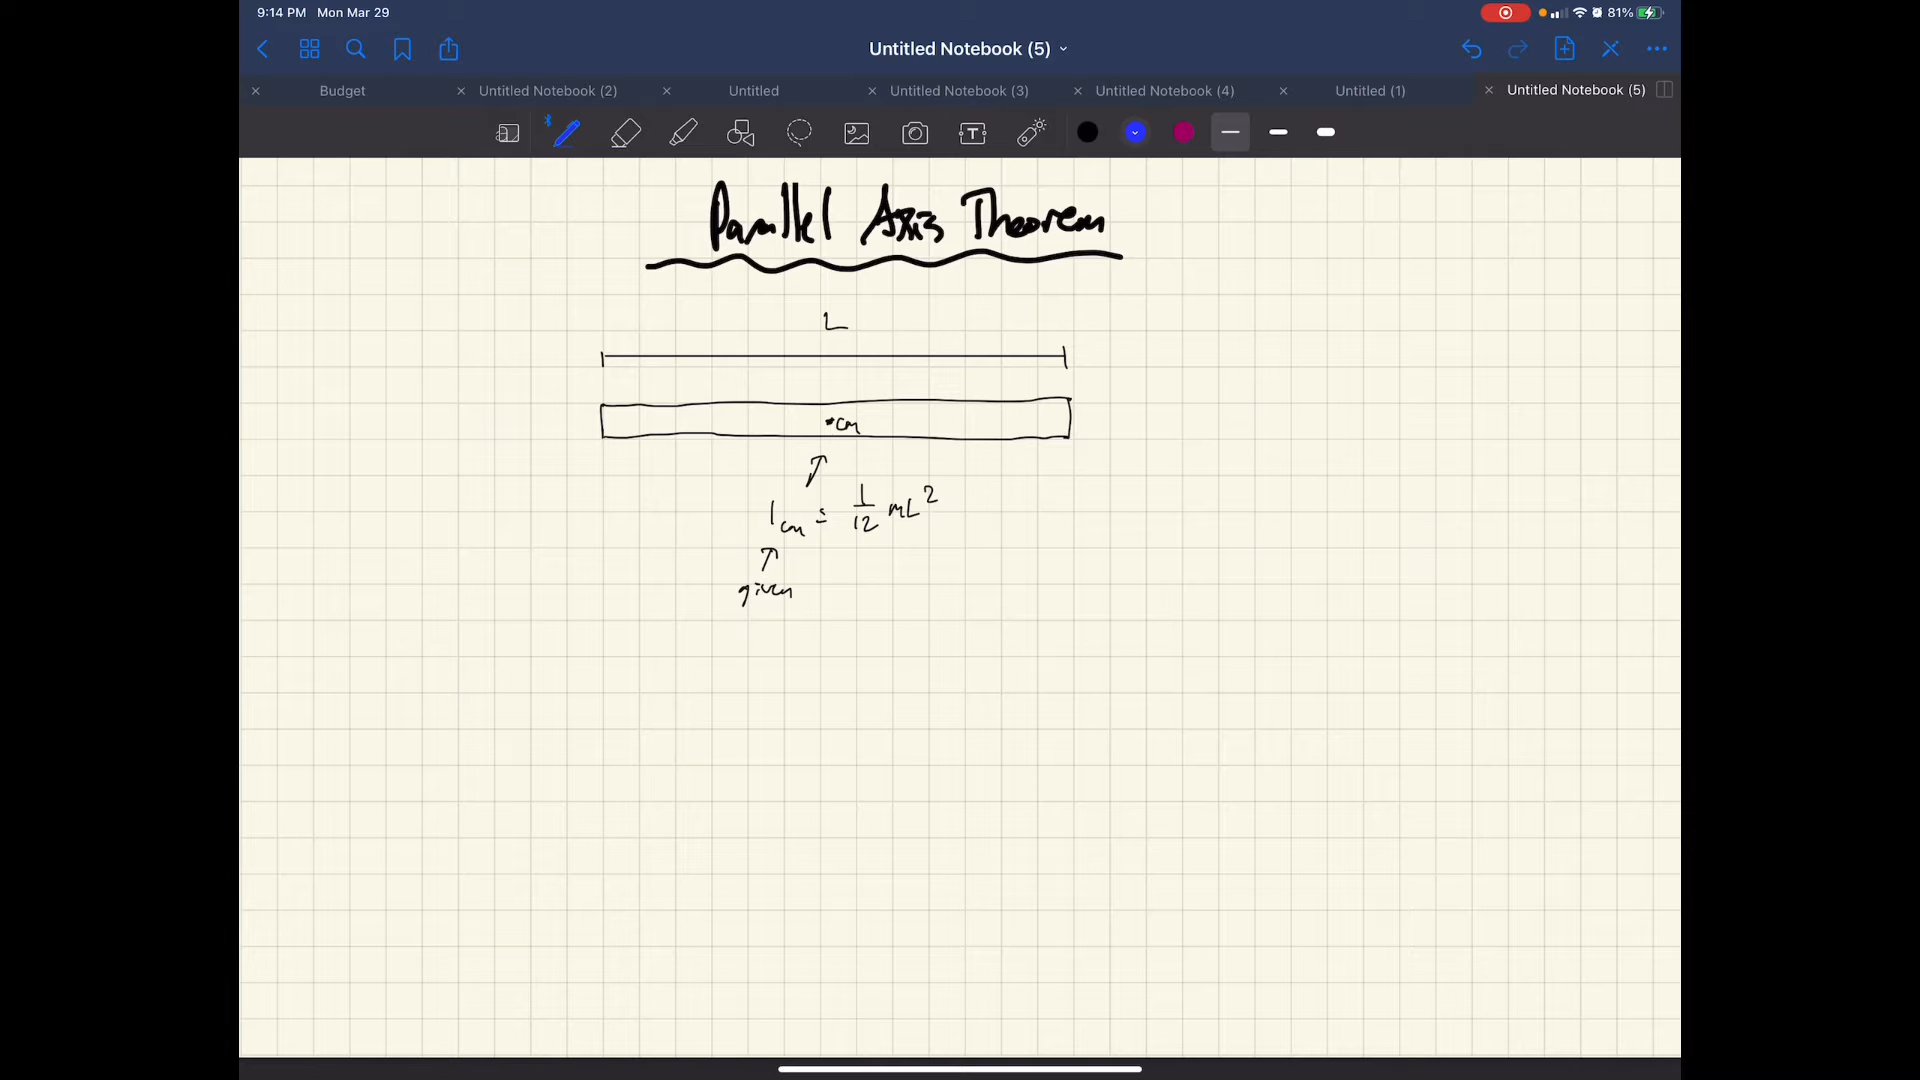 9:14 PM Mon Mar 29
81%
Untitled Notebook (5)
Budget
Untitled Notebook (2)
Untitled
Untitled Notebook (3)
Untitled Notebook (4)
Untitled (1)
Untitled Notebook (5)
Parallel Axis Theorem
L
cm
I_cm = 1/12 mL²
given